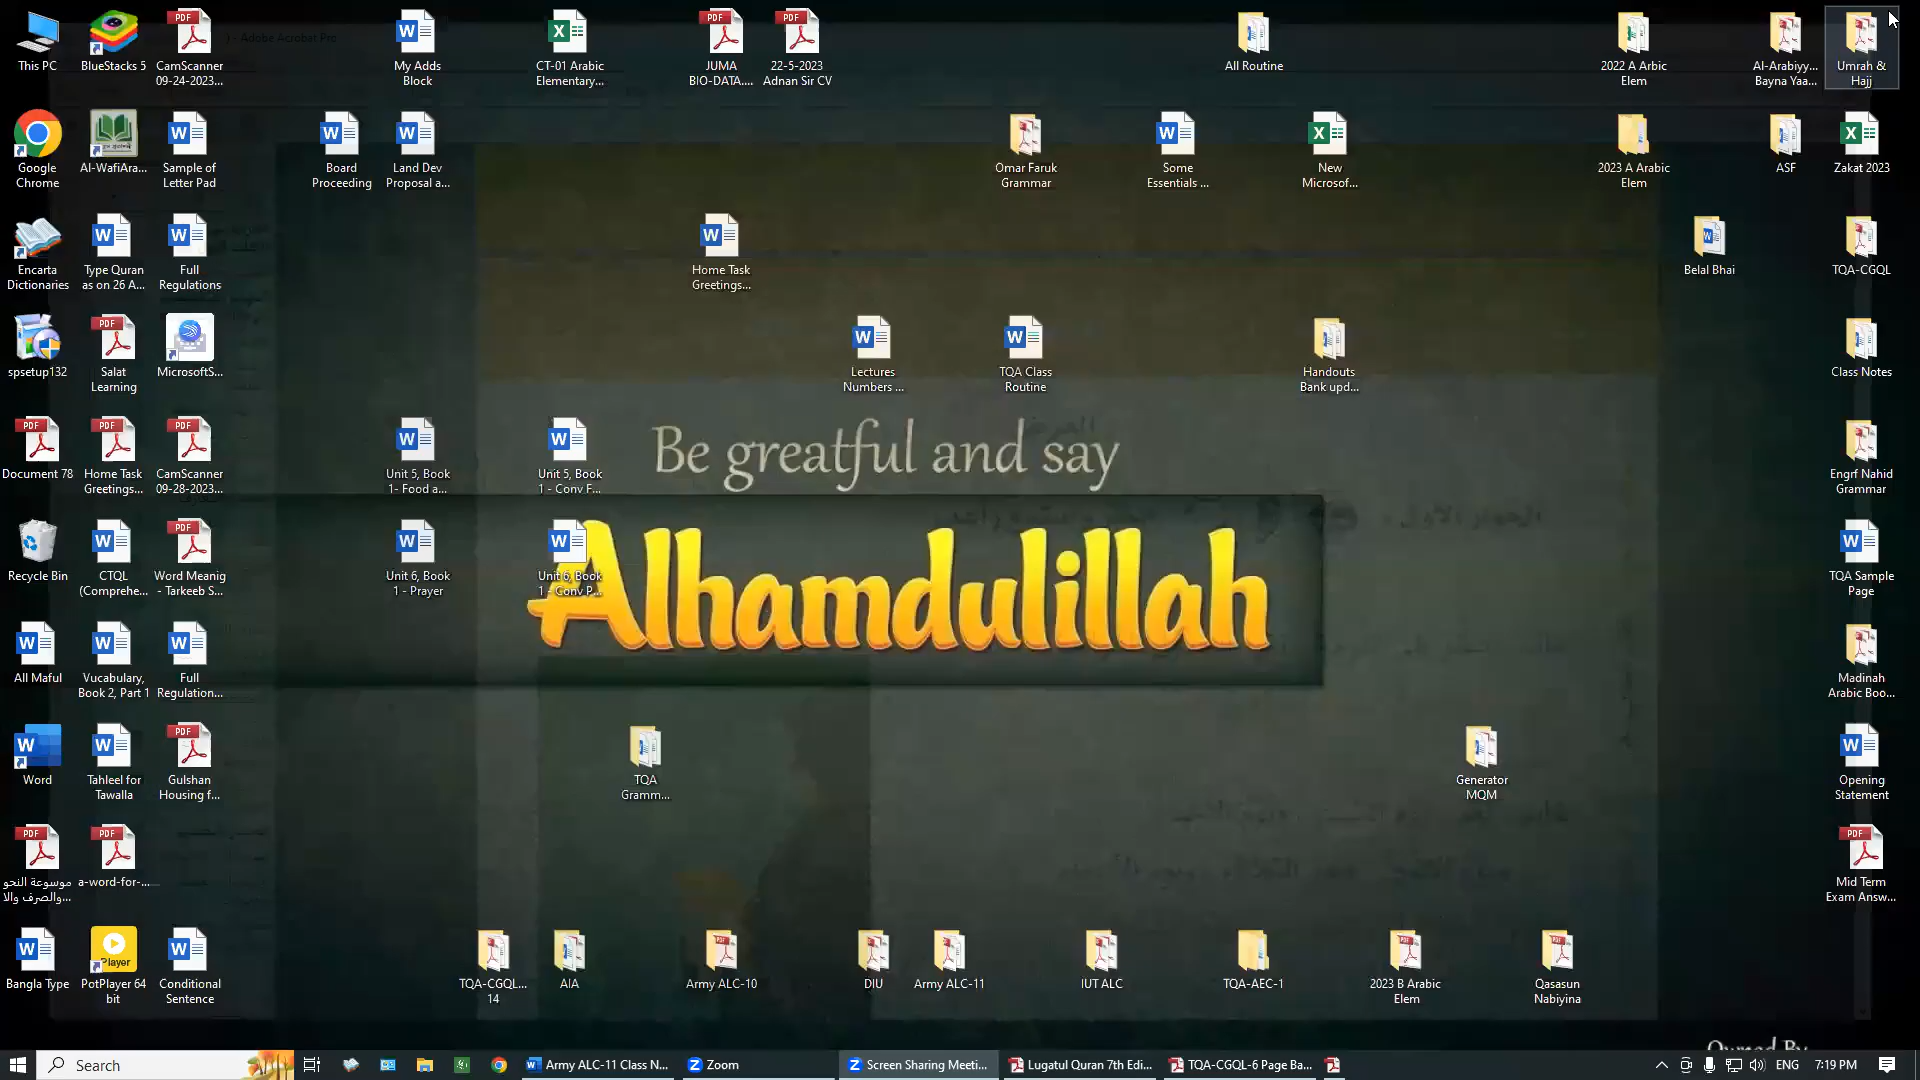 This PC
BlueStacks 5
CamScanner
09-24-2023...
- Adobe Acrobat Pro
My Adds
Block
CT-01 Arabic
Elementary...
JUMA
BIO-DATA....
22-5-2023
Adnan Sir CV
All Routine
2022 A Arbic
Elem
Al-Arabiyy...
Bayna Yaa...
Umrah &
Hajj
Google
Chrome
Al-WafiAra...
Sample of
Letter Pad
Board
Proceeding
Land Dev
Proposal a...
Omar Faruk
Grammar
Some
Essentials ...
New
Microsof...
2023 A Arabic
Elem
ASF
Zakat 2023
Encarta
Dictionaries
Type Quran
as on 26 A...
Full
Regulations
Home Task
Greetings...
Belal Bhai
TQA-CGQL
spsetup132
Salat
Learning
MicrosoftS...
Lectures
Numbers ...
TQA Class
Routine
Handouts
Bank upd...
Class Notes
Document 78
Home Task
Greetings...
CamScanner
09-28-2023...
Unit 5, Book
1- Food a...
Unit 5, Book
1 - Conv F...
Be greatful and say
Engrf Nahid
Grammar
Recycle Bin
CTQL
(Comprehe...
Word Meanig
- Tarkeeb S...
Unit 6, Book
1 - Prayer
Unit 6, Book
1 - Conv P...
Alhamdulillah
TQA Sample
Page
All Maful
Vucabulary,
Book 2, Part 1
Full
Regulation...
Madinah
Arabic Boo...
Word
Tahleel for
Tawalla
Gulshan
Housing f...
TQA
Gramm...
Generator
MQM
Opening
Statement
موسوعة النحو
والصرف والا...
a-word-for-...
Mid Term
Exam Answ...
Bangla Type
PotPlayer 64
bit
Conditional
Sentence
TQA-CGQL...
14
AIA
Army ALC-10
DIU
Army ALC-11
IUT ALC
TQA-AEC-1
2023 B Arabic
Elem
Qasasun
Nabiyina
Owned By
Search
Army ALC-11 Class N...
Zoom
Screen Sharing Meeti...
Lugatul Quran 7th Edi...
TQA-CGQL-6 Page Ba...
ENG
7:19 PM